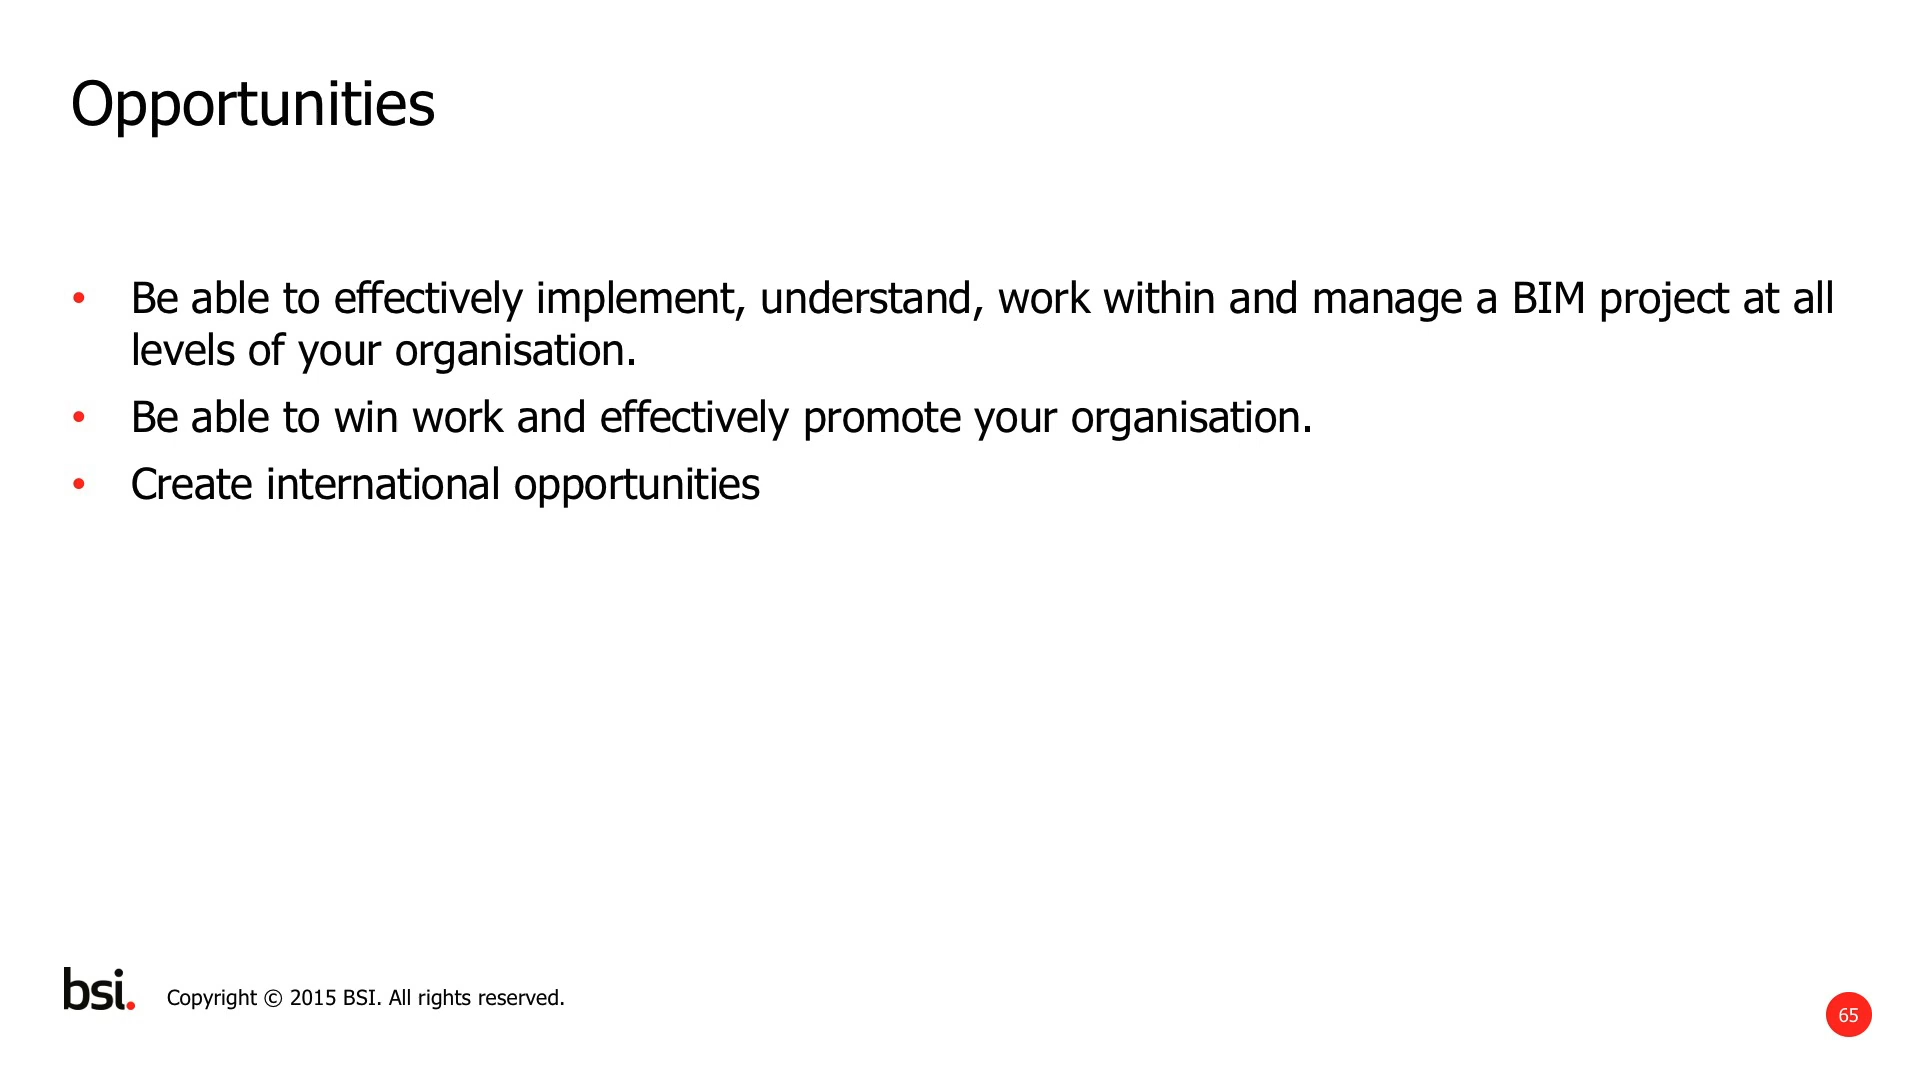 Opportunities
• Be able to effectively implement, understand, work within and manage a BIM project at all
levels of your organisation.
• Be able to win work and effectively promote your organisation.
• Create international opportunities
bsi.
Copyright © 2015 BSI. All rights reserved.
65